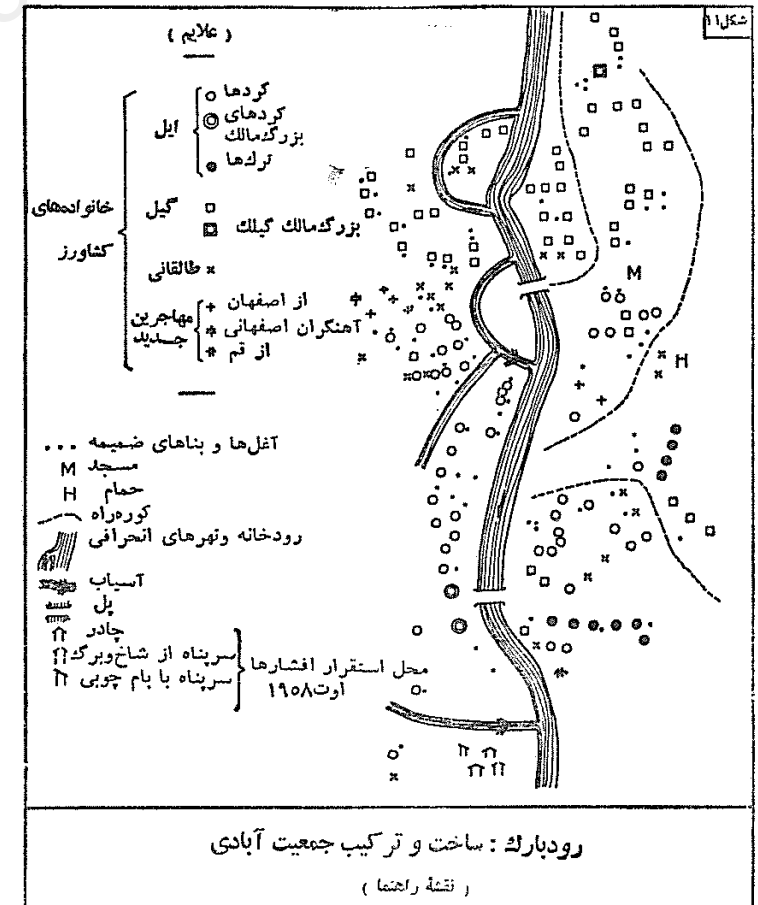 شکل ۱۱
( علایم )
کردها
کردهای
بزرگ‌مالک
ترک‌ها
ایل
گیل
بزرگ‌مالک گیلک
طالقانی
خانواده‌های
کشاورز
از اصفهان
آهنگران اصفهانی
از قم
مهاجرین
جدید
آغل‌ها و بناهای ضمیمه
M مسجد
H حمام
کوره‌راه
رودخانه ونهرهای انحرافی
آسیاب
پل
چادر
سرپناه از شاخ‌وبرگ
سرپناه با بام چوبی
محل استقرار افشارها
اوت ۱۹۵۸
M
H
رودبارك : ساخت و ترکیب جمعیت آبادی
( نقشهٔ راهنما )